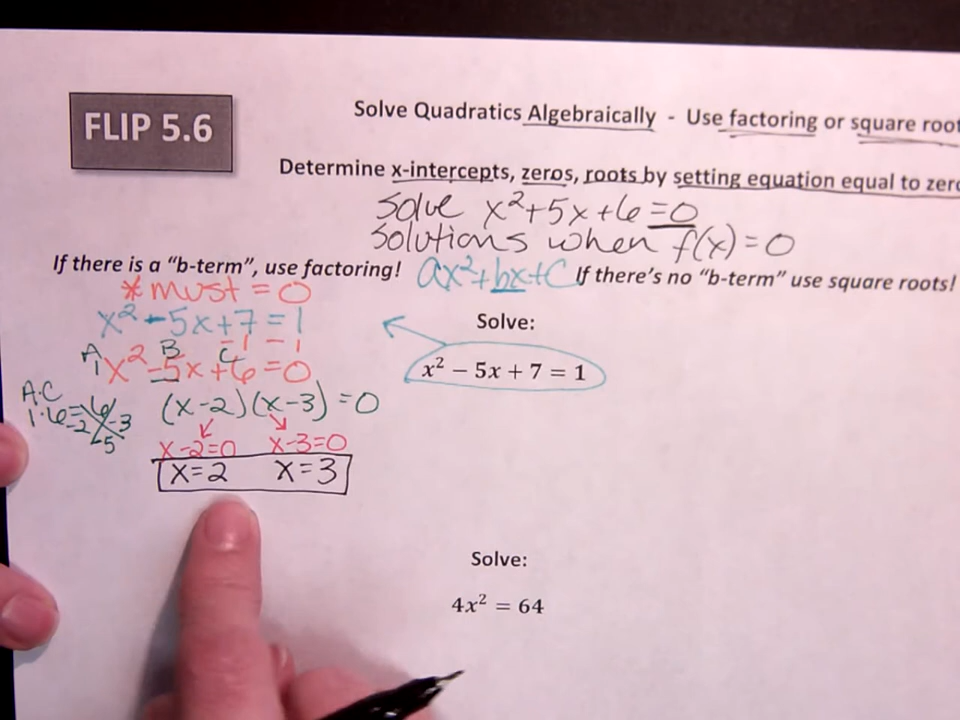 FLIP 5.6
Solve Quadratics Algebraically - Use factoring or square root
Determine x-intercepts, zeros, roots by setting equation equal to zero
Solve x²+5x+6=0
Solutions when f(x)=0
If there is a “b-term”, use factoring!
ax²+bx+C
If there’s no “b-term” use square roots!
* must = 0
x²-5x+7=1
-1 -1
A B C
1x²-5x+6=0
(x-2)(x-3)=0
A·C
1·6=6
-2 -3
-5
x-2=0 x-3=0
x=2 x=3
Solve:
x² − 5x + 7 = 1
Solve:
4x² = 64